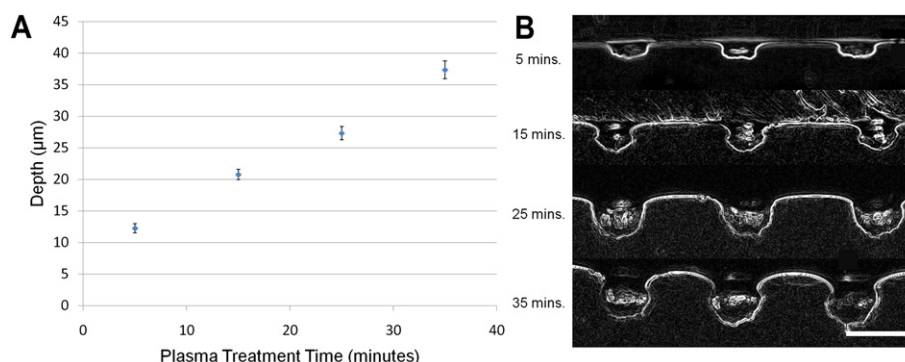 A
45
40
35
30
25
20
15
10
5
0
Depth (µm)
0
10
20
30
40
Plasma Treatment Time (minutes)
B
5 mins.
15 mins.
25 mins.
35 mins.